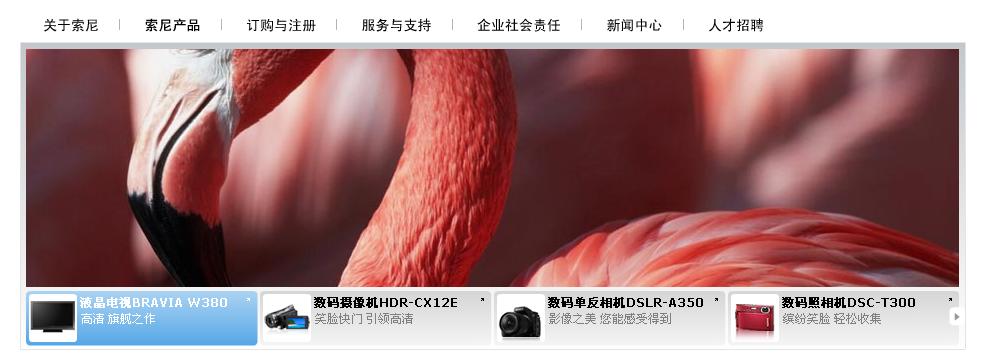 关于索尼 索尼产品 订购与注册 服务与支持 企业社会责任 新闻中心 人才招聘
液晶电视BRAVIA W380
高清 旗舰之作
数码摄像机HDR-CX12E
笑脸快门 引领高清
数码单反相机DSLR-A350
影像之美 您能感受得到
数码照相机DSC-T300
缤纷笑脸 轻松收集